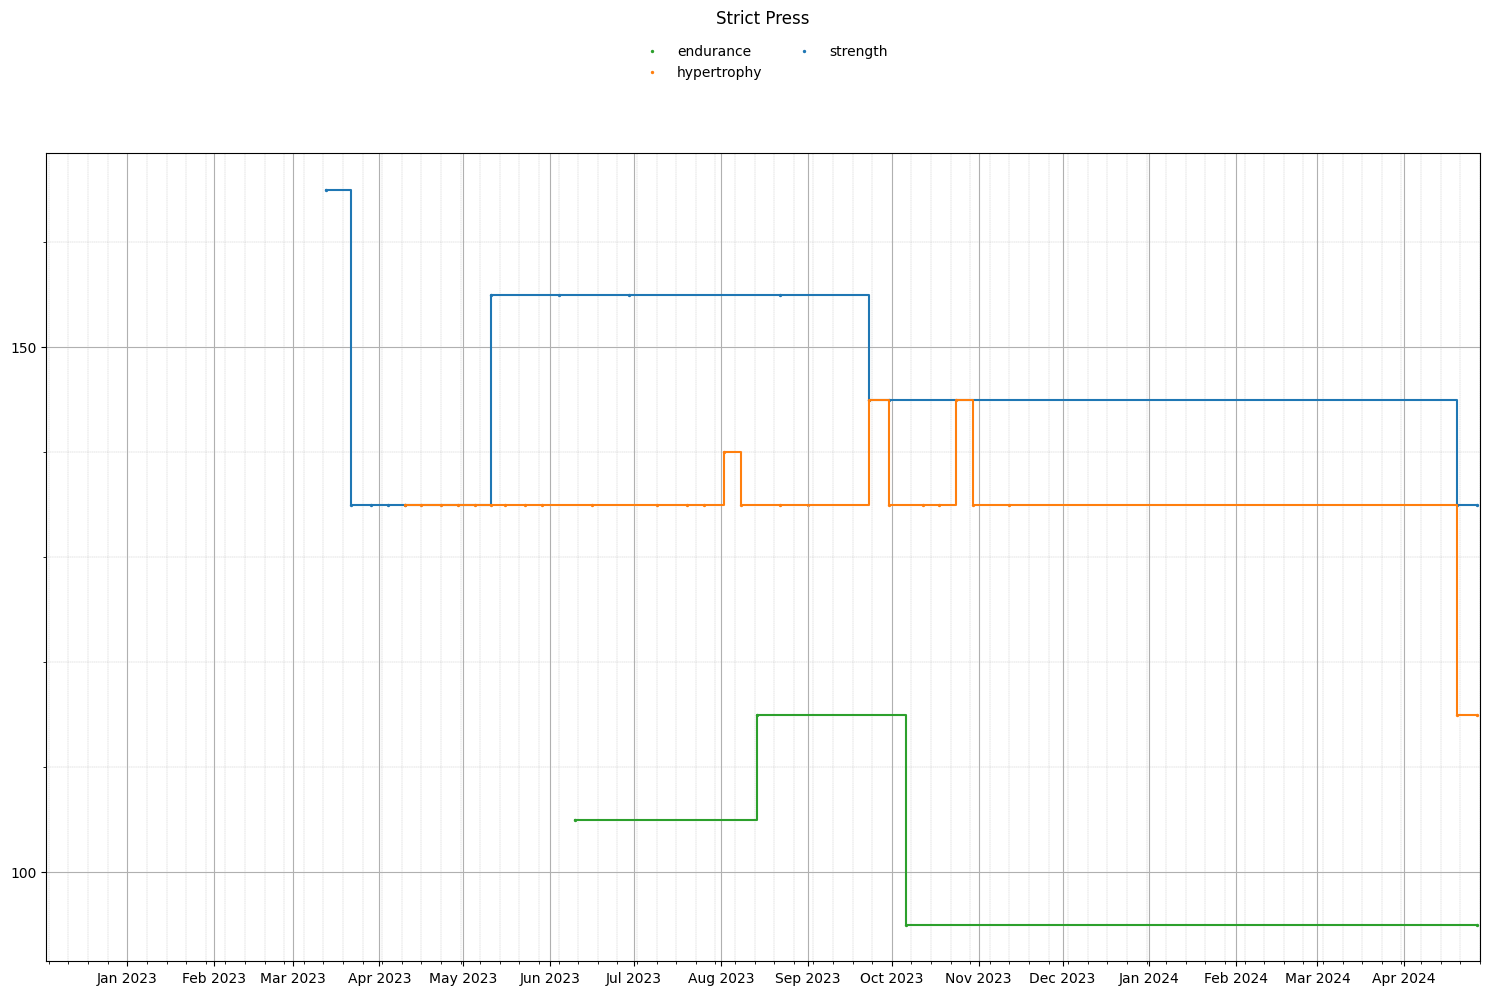 Strict Press
endurance
strength
hypertrophy
150
100
Jan 2023
Feb 2023
Mar 2023
Apr 2023
May 2023
Jun 2023
Jul 2023
Aug 2023
Sep 2023
Oct 2023
Nov 2023
Dec 2023
Jan 2024
Feb 2024
Mar 2024
Apr 2024